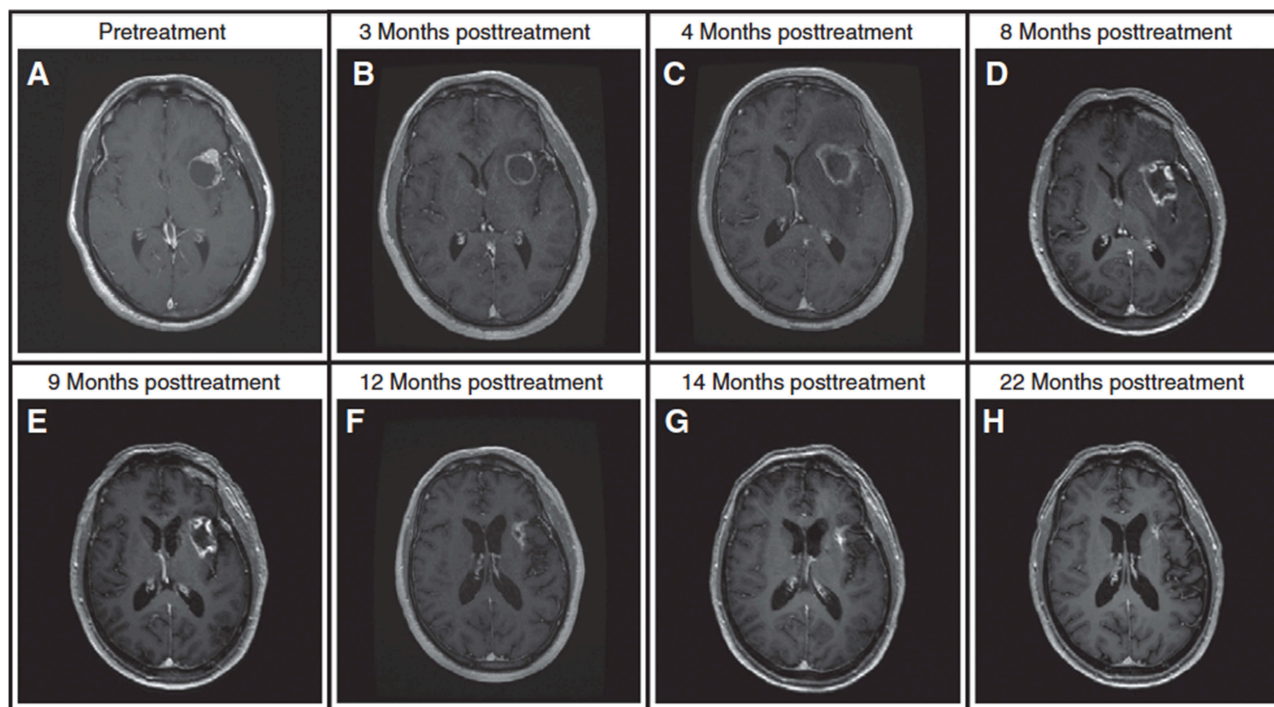 Pretreatment
3 Months posttreatment
4 Months posttreatment
8 Months posttreatment
A
B
C
D
9 Months posttreatment
12 Months posttreatment
14 Months posttreatment
22 Months posttreatment
E
F
G
H